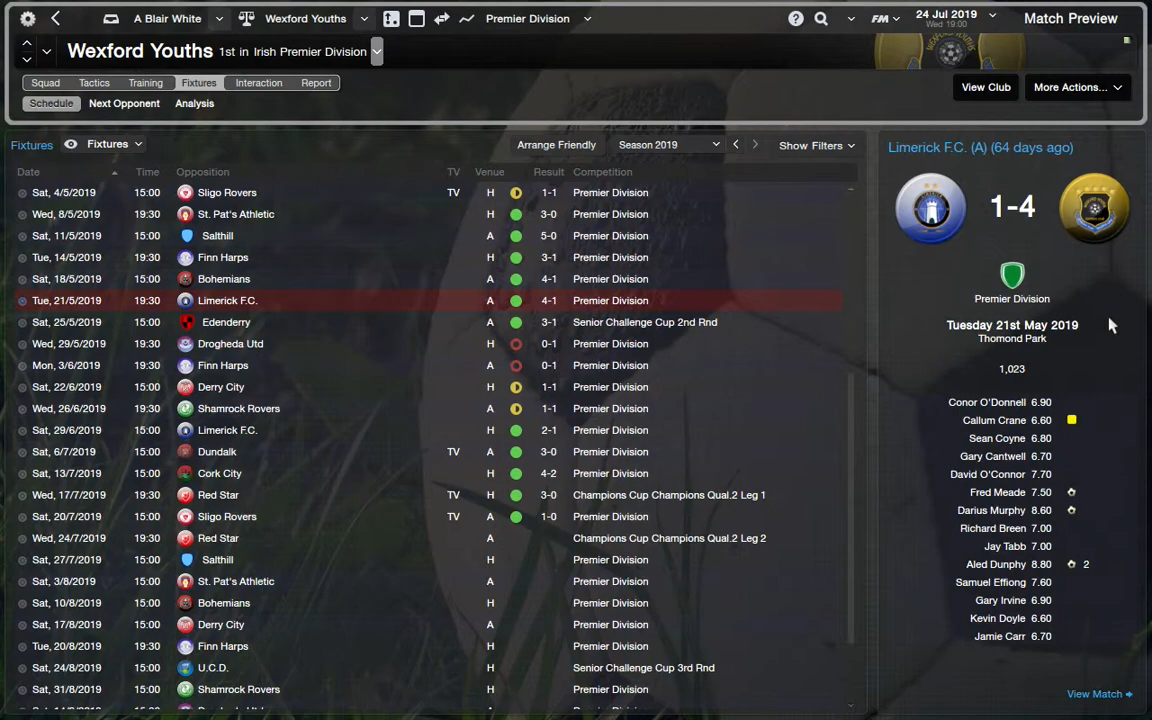 A Blair White Wexford Youths Premier Division ? FM 24 Jul 2019 Wed 19:00 Match Preview
Wexford Youths 1st in Irish Premier Division
Squad Tactics Training Fixtures Interaction Report View Club More Actions...
Schedule Next Opponent Analysis
Fixtures Fixtures Arrange Friendly Season 2019 Show Filters
Date Time Opposition TV Venue Result Competition
Sat, 4/5/2019 15:00 Sligo Rovers TV H 1-1 Premier Division
Wed, 8/5/2019 19:30 St. Pat's Athletic H 3-0 Premier Division
Sat, 11/5/2019 15:00 Salthill A 5-0 Premier Division
Tue, 14/5/2019 19:30 Finn Harps H 3-1 Premier Division
Sat, 18/5/2019 15:00 Bohemians A 4-1 Premier Division
Tue, 21/5/2019 19:30 Limerick F.C. A 4-1 Premier Division
Sat, 25/5/2019 15:00 Edenderry A 3-1 Senior Challenge Cup 2nd Rnd
Wed, 29/5/2019 19:30 Drogheda Utd H 0-1 Premier Division
Mon, 3/6/2019 19:30 Finn Harps A 0-1 Premier Division
Sat, 22/6/2019 15:00 Derry City H 1-1 Premier Division
Wed, 26/6/2019 19:30 Shamrock Rovers A 1-1 Premier Division
Sat, 29/6/2019 15:00 Limerick F.C. H 2-1 Premier Division
Sat, 6/7/2019 15:00 Dundalk TV A 3-0 Premier Division
Sat, 13/7/2019 15:00 Cork City H 4-2 Premier Division
Wed, 17/7/2019 19:30 Red Star TV H 3-0 Champions Cup Champions Qual.2 Leg 1
Sat, 20/7/2019 15:00 Sligo Rovers TV A 1-0 Premier Division
Wed, 24/7/2019 19:30 Red Star A Champions Cup Champions Qual.2 Leg 2
Sat, 27/7/2019 15:00 Salthill H Premier Division
Sat, 3/8/2019 15:00 St. Pat's Athletic A Premier Division
Sat, 10/8/2019 15:00 Bohemians H Premier Division
Sat, 17/8/2019 15:00 Derry City A Premier Division
Tue, 20/8/2019 19:30 Finn Harps H Premier Division
Sat, 24/8/2019 15:00 U.C.D. H Senior Challenge Cup 3rd Rnd
Sat, 31/8/2019 15:00 Shamrock Rovers H Premier Division
Limerick F.C. (A) (64 days ago)
1-4
Premier Division
Tuesday 21st May 2019
Thomond Park
1,023
Conor O'Donnell 6.90
Callum Crane 6.60
Sean Coyne 6.80
Gary Cantwell 6.70
David O'Connor 7.70
Fred Meade 7.50
Darius Murphy 8.60
Richard Breen 7.00
Jay Tabb 7.00
Aled Dunphy 8.80 2
Samuel Effiong 7.60
Gary Irvine 6.90
Kevin Doyle 6.60
Jamie Carr 6.70
View Match